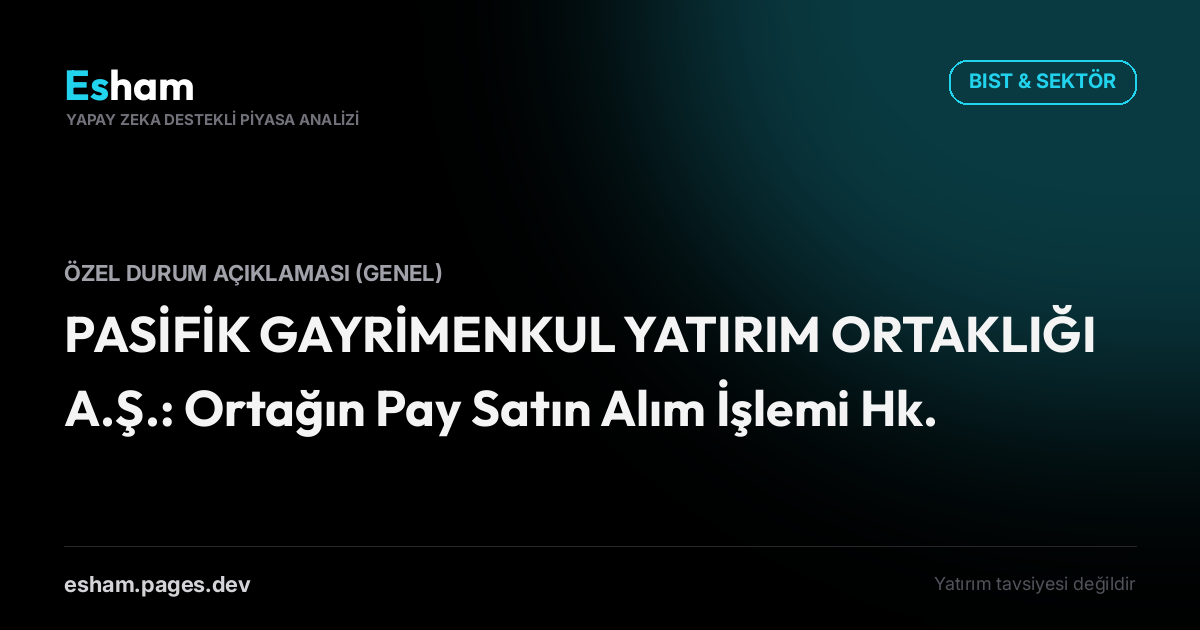 Esham
BIST & SEKTÖR
YAPAY ZEKA DESTEKLİ PİYASA ANALİZİ
ÖZEL DURUM AÇIKLAMASI (GENEL)
PASİFİK GAYRİMENKUL YATIRIM ORTAKLIĞI
A.Ş.: Ortağın Pay Satın Alım İşlemi Hk.
esham.pages.dev
Yatırım tavsiyesi değildir